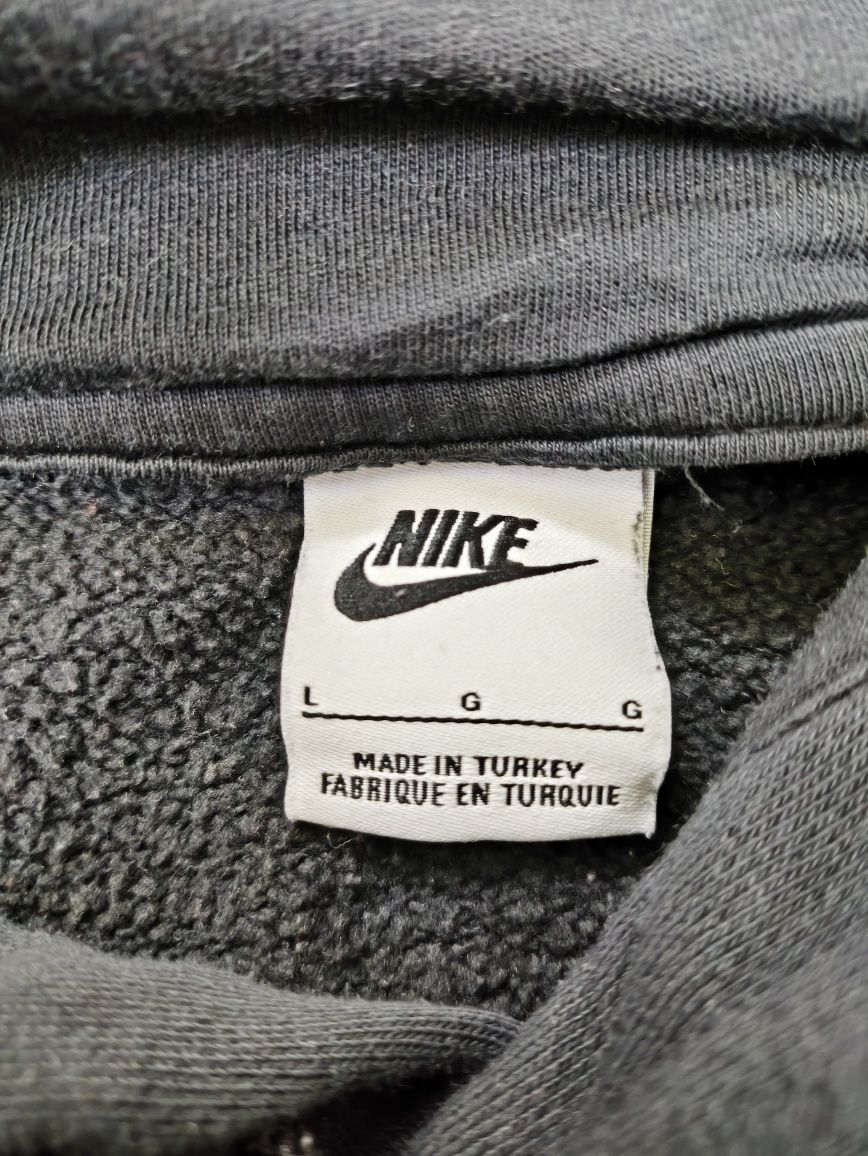 NIKE
L G G
MADE IN TURKEY
FABRIQUE EN TURQUIE